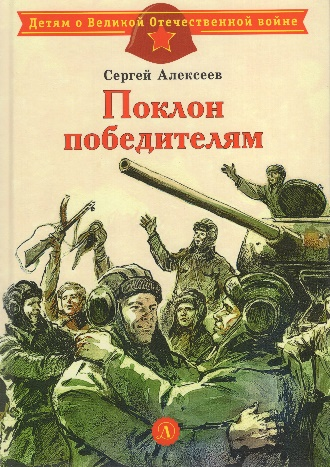 Детям о Великой Отечественной войне
Сергей Алексеев
Поклон
победителям